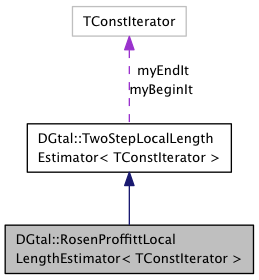 TConstIterator
myEndIt
myBeginIt
DGtal::TwoStepLocalLength
Estimator< TConstIterator >
DGtal::RosenProffittLocal
LengthEstimator< TConstIterator >